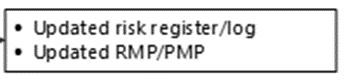 • Updated risk register/log
• Updated RMP/PMP